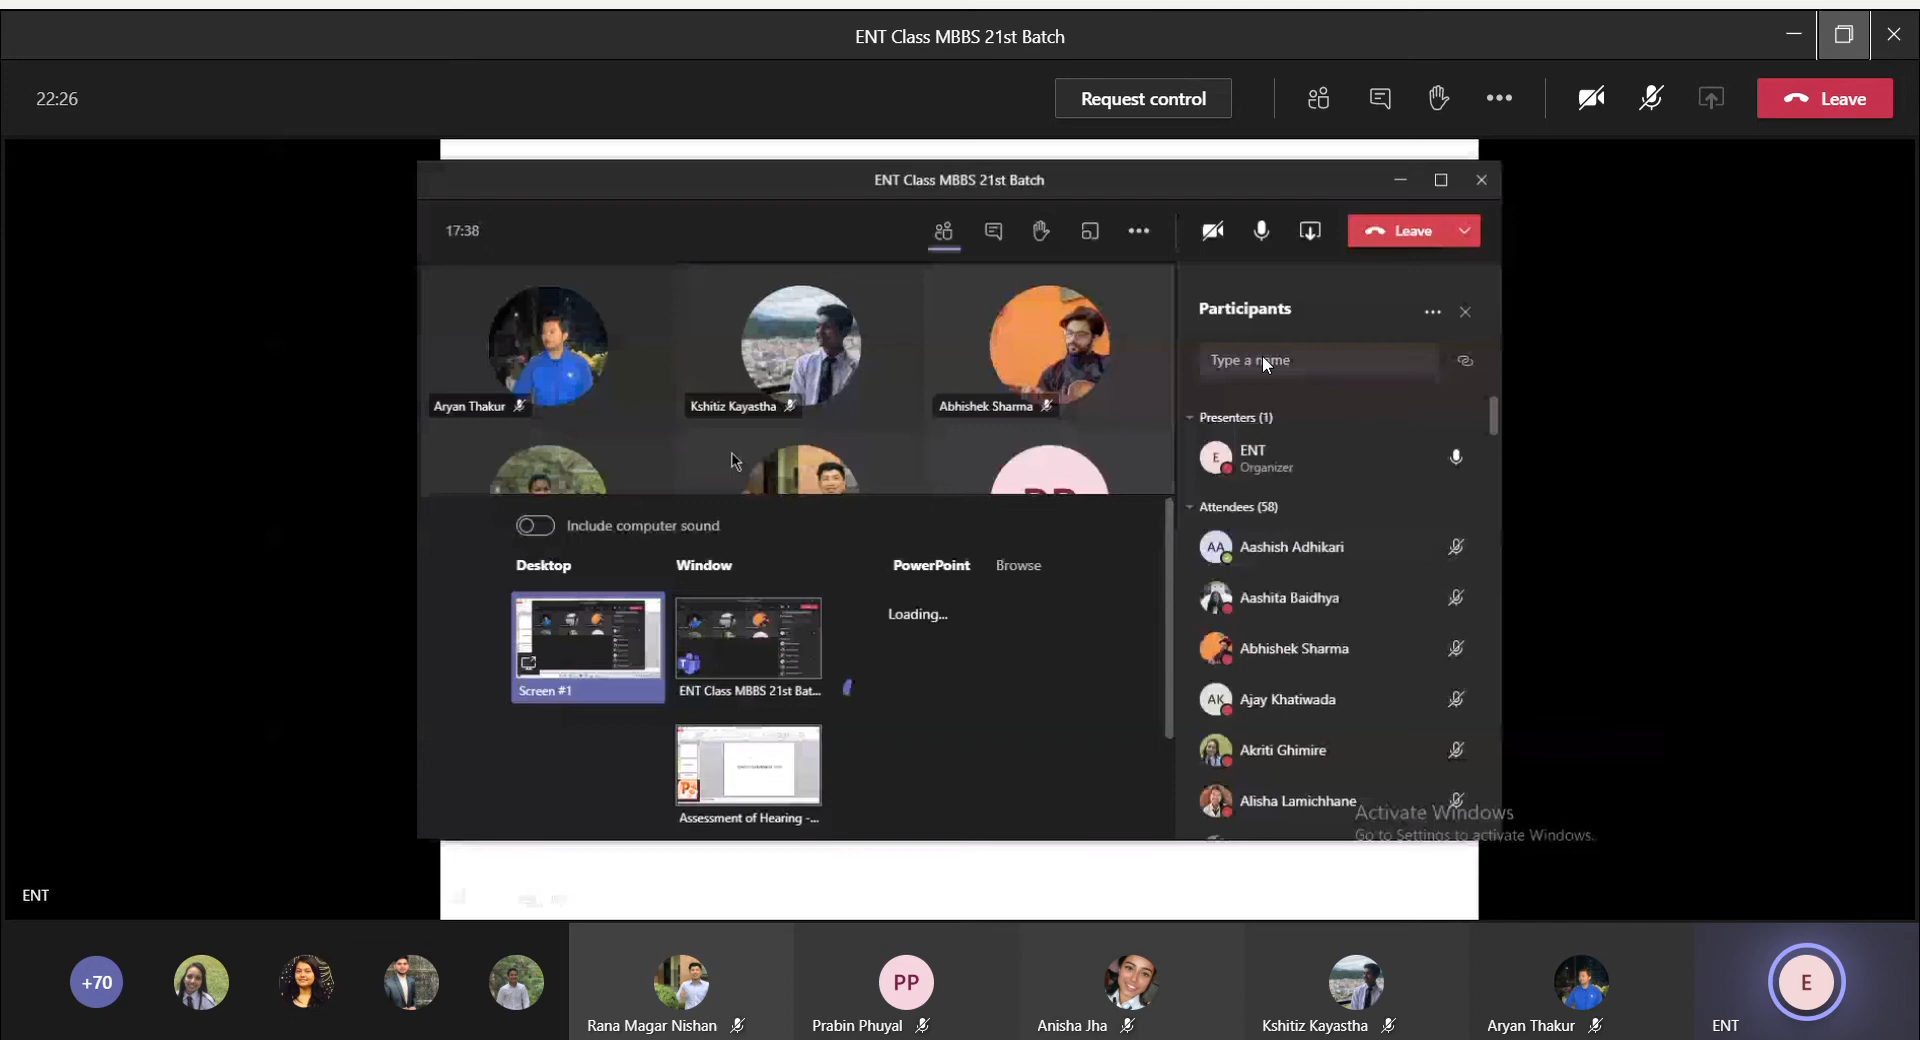 ENT Class MBBS 21st Batch
22:26
Request control
Leave
ENT Class MBBS 21st Batch
17:38
Leave
Aryan Thakur
Kshitiz Kayastha
Abhishek Sharma
PP
Include computer sound
Desktop
Window
PowerPoint
Browse
Loading...
Screen #1
ENT Class MBBS 21st Bat...
Assessment of Hearing -...
Participants
Type a name
Presenters (1)
E
ENT
Organizer
Attendees (58)
AA
Aashish Adhikari
Aashita Baidhya
Abhishek Sharma
AK
Ajay Khatiwada
Akriti Ghimire
Alisha Lamichhane
Activate Windows
Go to Settings to activate Windows.
ENT
+70
Rana Magar Nishan
PP
Prabin Phuyal
Anisha Jha
Kshitiz Kayastha
Aryan Thakur
E
ENT